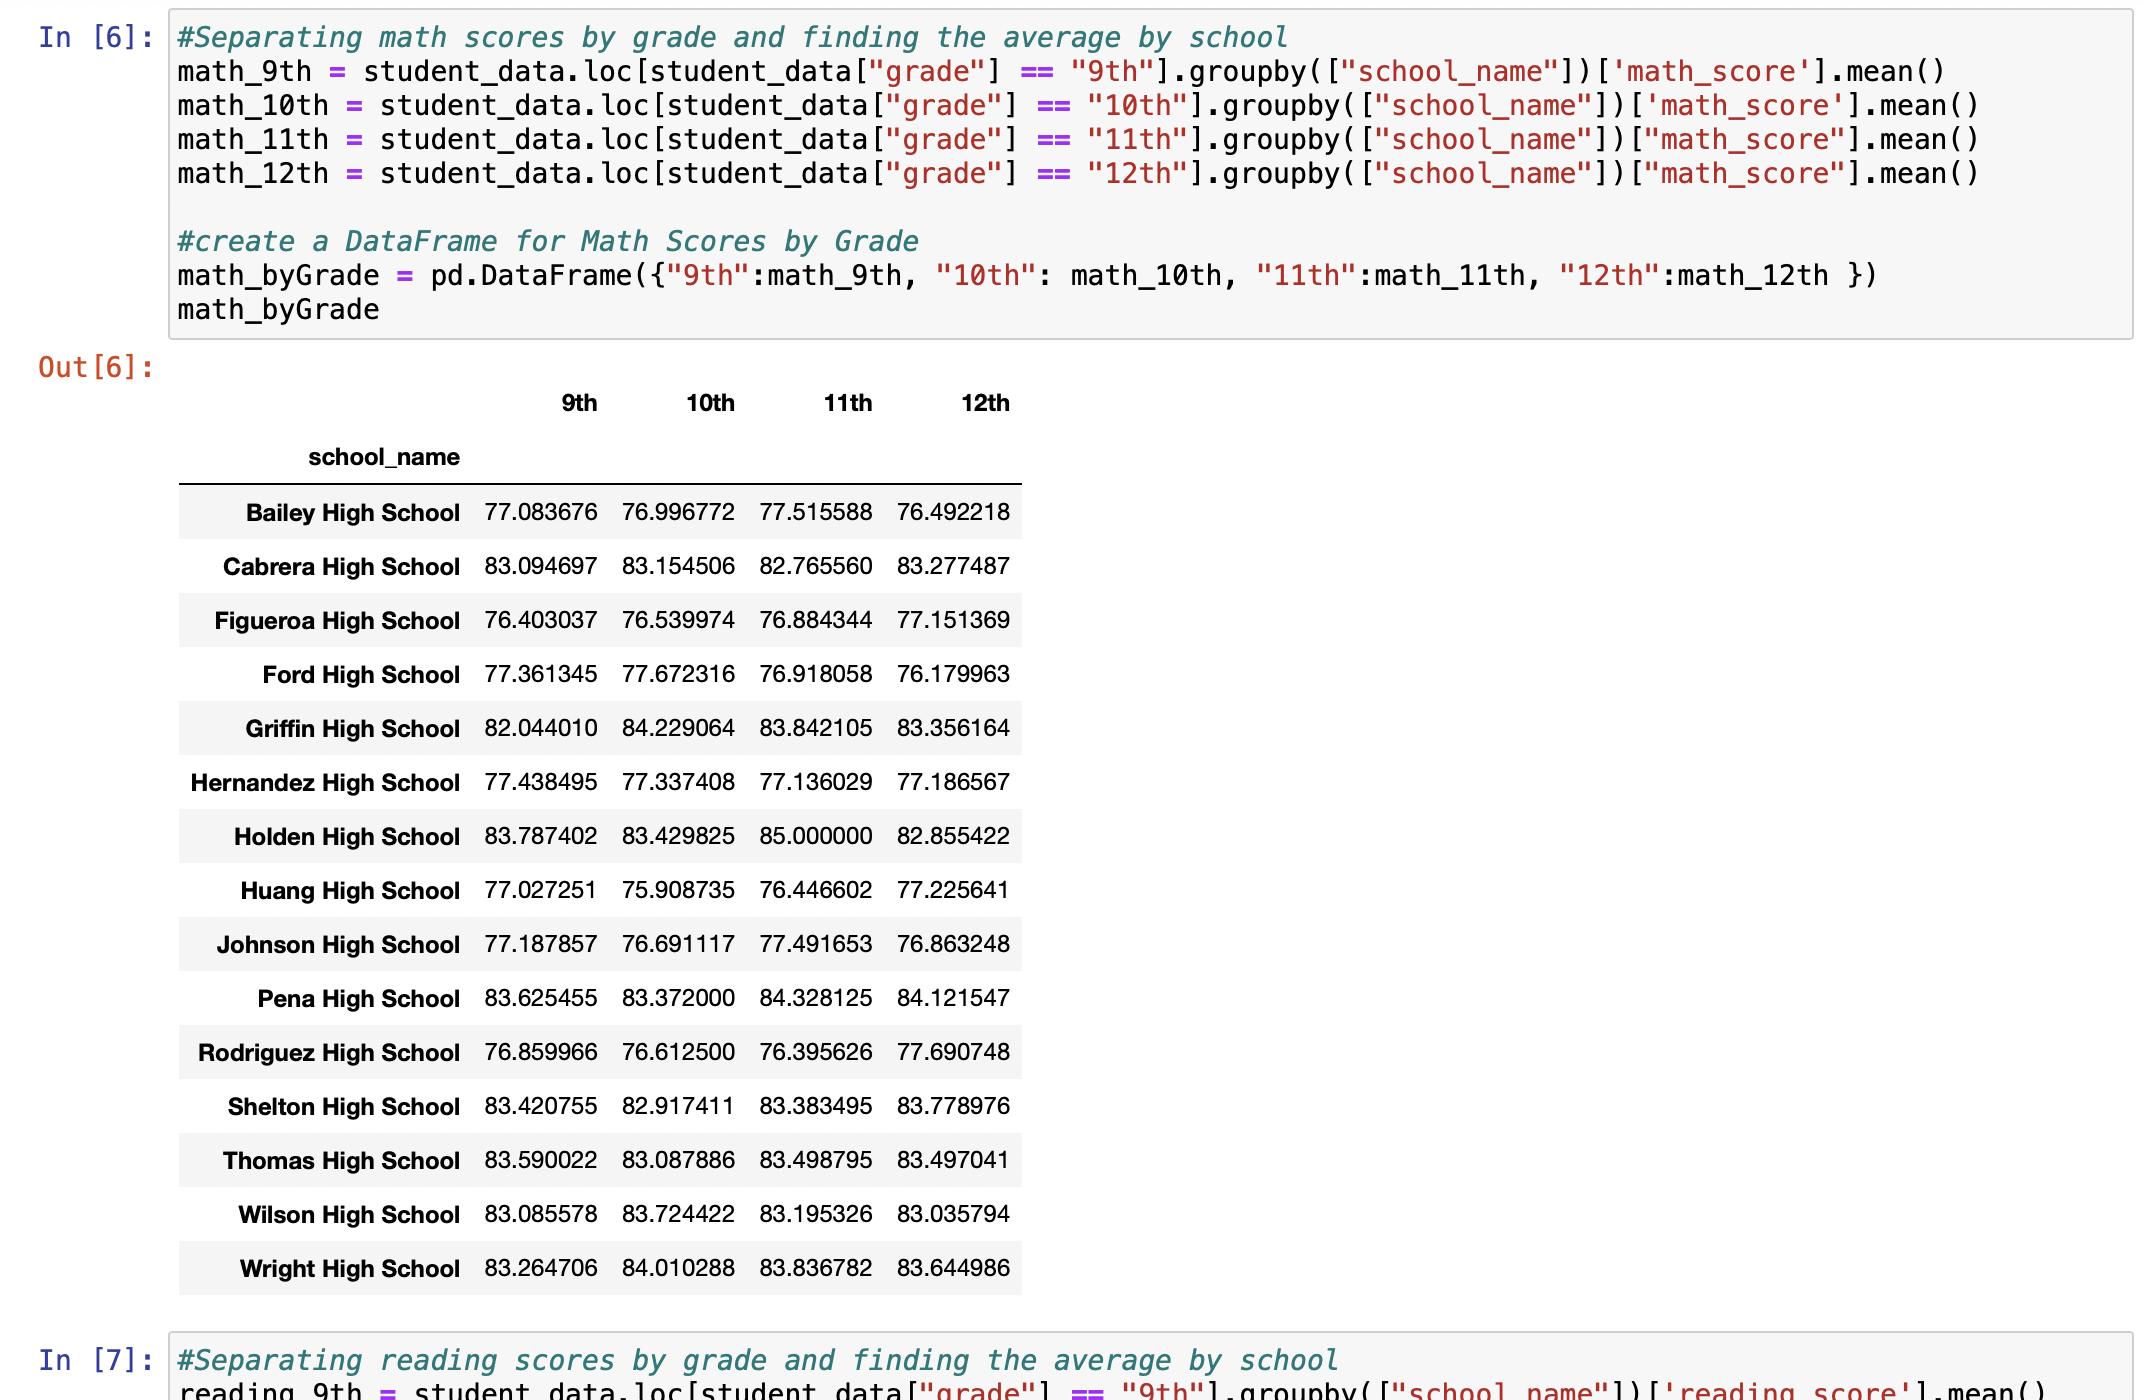 In [6]: #Separating math scores by grade and finding the average by school
math_9th = student_data.loc[student_data["grade"] == "9th"].groupby(["school_name"])['math_score'].mean()
math_10th = student_data.loc[student_data["grade"] == "10th"].groupby(["school_name"])['math_score'].mean()
math_11th = student_data.loc[student_data["grade"] == "11th"].groupby(["school_name"])["math_score"].mean()
math_12th = student_data.loc[student_data["grade"] == "12th"].groupby(["school_name"])["math_score"].mean()
#create a DataFrame for Math Scores by Grade
math_byGrade = pd.DataFrame({"9th":math_9th, "10th": math_10th, "11th":math_11th, "12th":math_12th })
math_byGrade
Out[6]:
9th 10th 11th 12th
school_name
Bailey High School 77.083676 76.996772 77.515588 76.492218
Cabrera High School 83.094697 83.154506 82.765560 83.277487
Figueroa High School 76.403037 76.539974 76.884344 77.151369
Ford High School 77.361345 77.672316 76.918058 76.179963
Griffin High School 82.044010 84.229064 83.842105 83.356164
Hernandez High School 77.438495 77.337408 77.136029 77.186567
Holden High School 83.787402 83.429825 85.000000 82.855422
Huang High School 77.027251 75.908735 76.446602 77.225641
Johnson High School 77.187857 76.691117 77.491653 76.863248
Pena High School 83.625455 83.372000 84.328125 84.121547
Rodriguez High School 76.859966 76.612500 76.395626 77.690748
Shelton High School 83.420755 82.917411 83.383495 83.778976
Thomas High School 83.590022 83.087886 83.498795 83.497041
Wilson High School 83.085578 83.724422 83.195326 83.035794
Wright High School 83.264706 84.010288 83.836782 83.644986
In [7]: #Separating reading scores by grade and finding the average by school
reading_9th = student_data.loc[student_data["grade"] == "9th"].groupby(["school_name"])['reading_score'].mean()